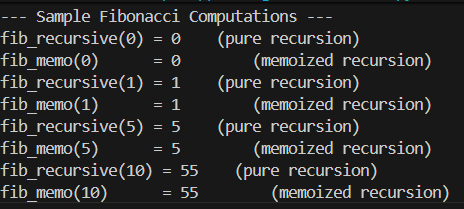 --- Sample Fibonacci Computations ---
fib_recursive(0) = 0    (pure recursion)
fib_memo(0)      = 0        (memoized recursion)
fib_recursive(1) = 1    (pure recursion)
fib_memo(1)      = 1        (memoized recursion)
fib_recursive(5) = 5    (pure recursion)
fib_memo(5)      = 5        (memoized recursion)
fib_recursive(10) = 55    (pure recursion)
fib_memo(10)      = 55        (memoized recursion)